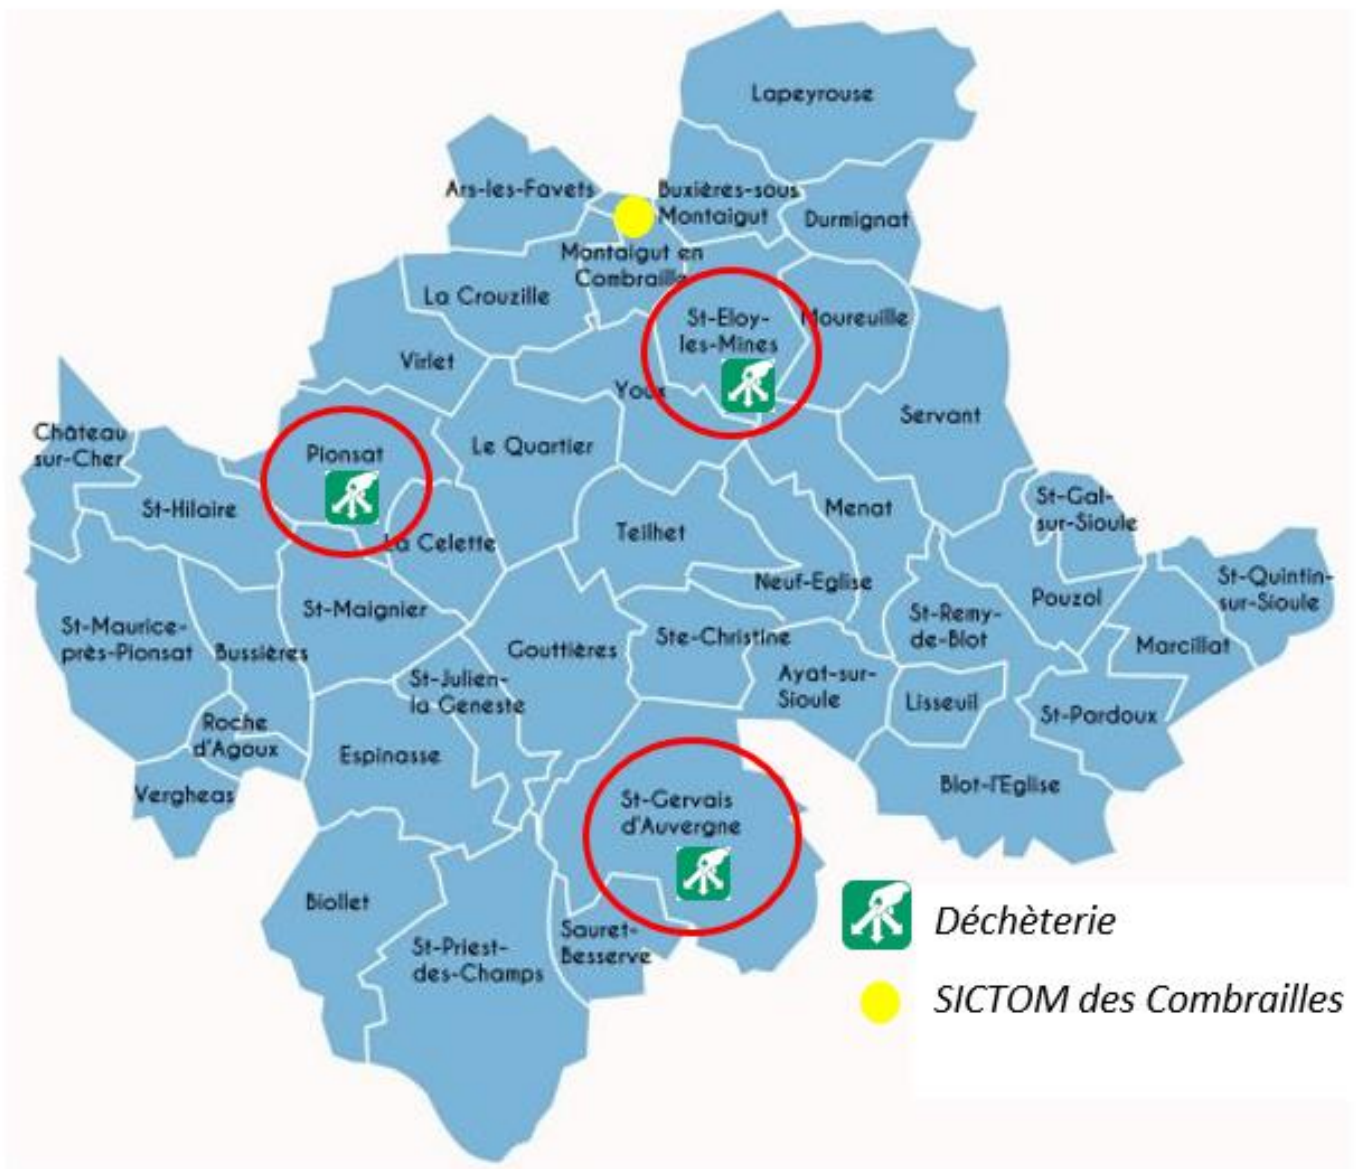 Lapeyrouse
Ars-les-Favets
Buxières-sous
Montaigut
Durmignat
Montaigut en
Combraille
La Crouzille
St-Eloy-
les-Mines
Moureuille
Virlet
Youx
Servant
Château
sur-Cher
Pionsat
Le Quartier
St-Hilaire
La Celette
Teilhet
Menat
St-Gal-
sur-Sioule
Neuf-Eglise
St-Quintin-
sur-Sioule
St-Maurice-
près-Pionsat
Bussières
St-Maignier
Gouttières
Ste-Christine
St-Remy-
de-Blot
Pouzol
Marcillat
St-Julien-
la Geneste
Ayat-sur-
Sioule
Lisseuil
St-Pardoux
Roche
d'Agoux
Espinasse
Vergheas
St-Gervais
d'Auvergne
Blot-l'Eglise
Biollet
St-Priest-
des-Champs
Sauret-
Besserve
Déchèterie
SICTOM des Combrailles